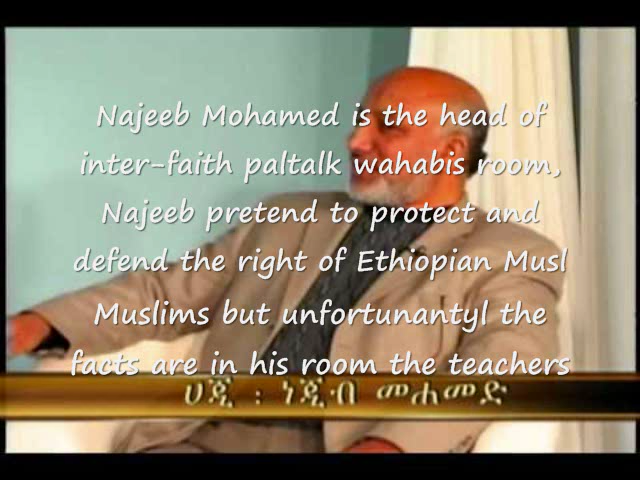 Najeeb Mohamed is the head of
inter-faith paltalk wahabis room,
Najeeb pretend to protect and
defend the right of Ethiopian Musl
Muslims but unfortunantyl the
facts are in his room the teachers
ሀጂ : ነጂብ መሐመድ